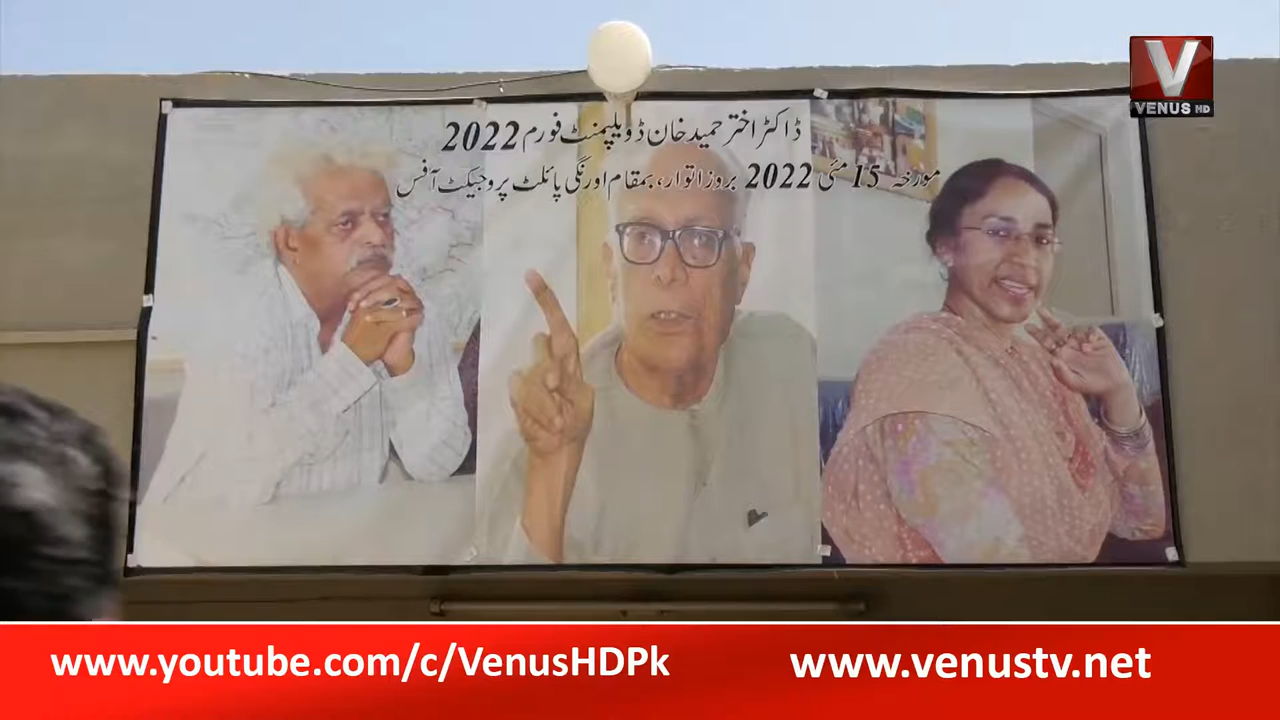 V
VENUS HD
ڈاکٹر اختر حمید خان ڈویلپمنٹ فورم 2022
مورخہ 15 مئی 2022 بروز اتوار، بمقام اورنگی پائلٹ پروجیکٹ آفس
www.youtube.com/c/VenusHDPk
www.venustv.net